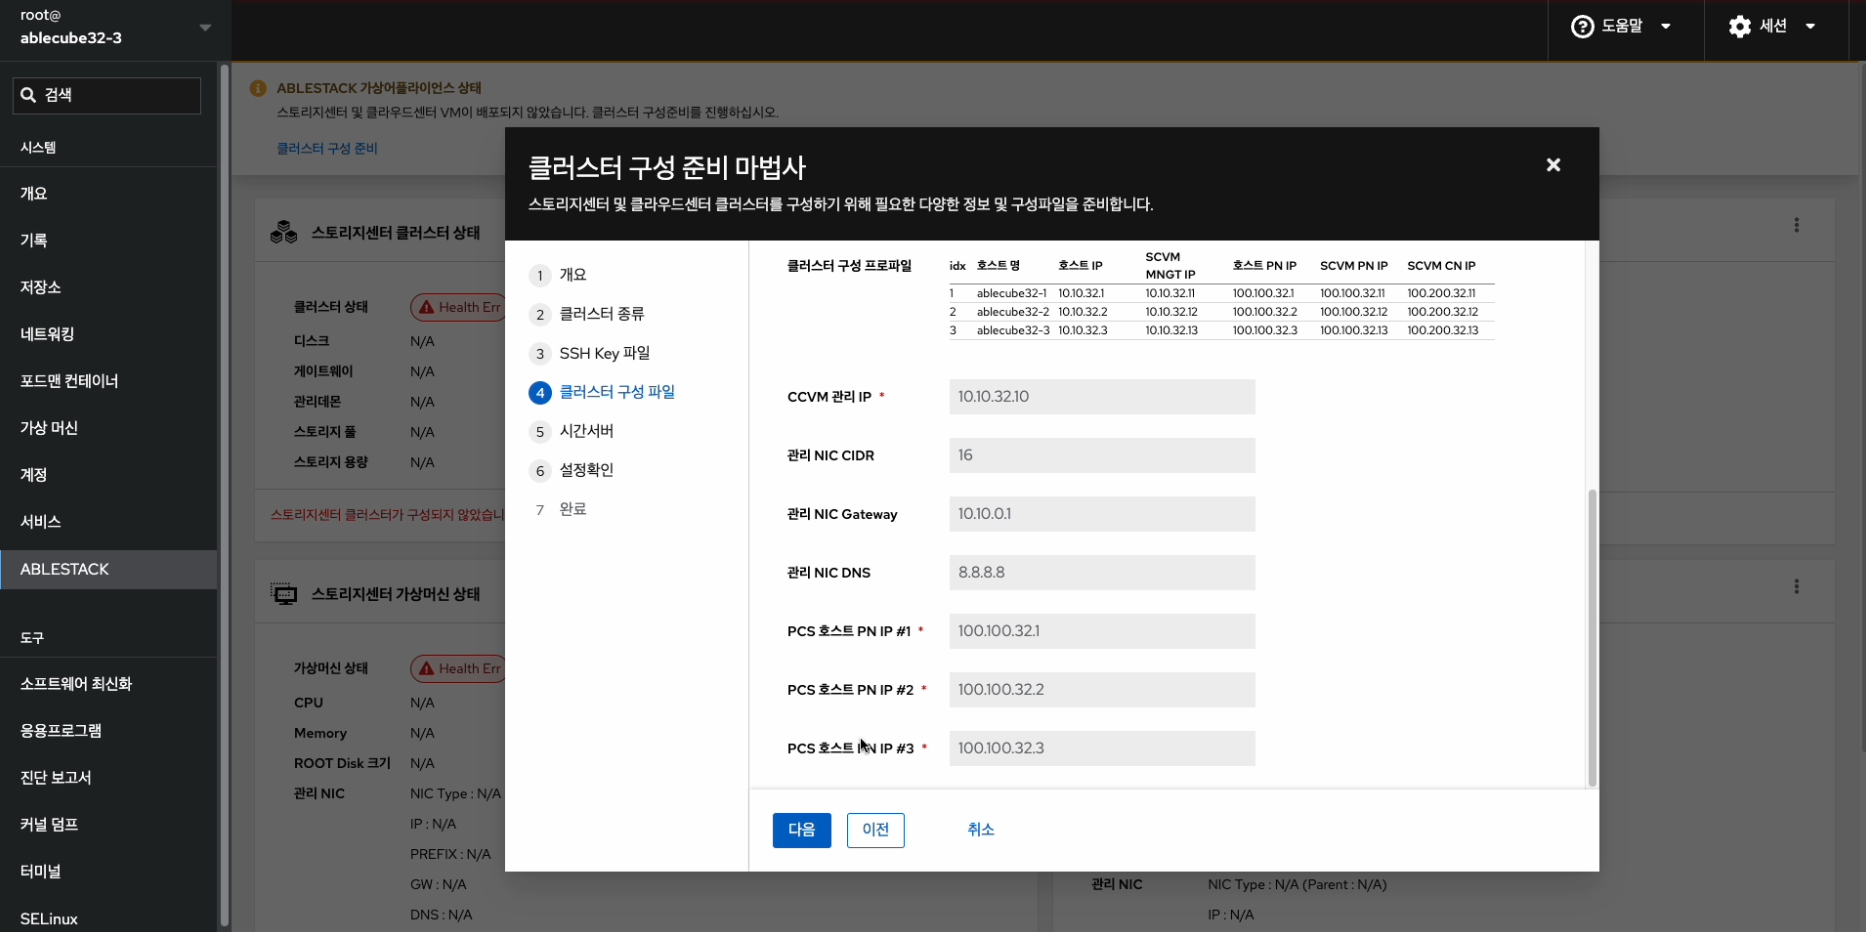 root@
ablecube32-3
도움말
세션
검색
시스템
개요
기록
저장소
네트워킹
포드맨 컨테이너
가상 머신
계정
서비스
ABLESTACK
도구
소프트웨어 최신화
응용프로그램
진단 보고서
커널 덤프
터미널
SELinux
ABLESTACK 가상어플라이언스 상태
스토리지센터 및 클라우드센터 VM이 배포되지 않았습니다. 클러스터 구성준비를 진행하십시오.
클러스터 구성 준비
스토리지센터 클러스터 상태
클러스터 상태 Health Err
디스크 N/A
게이트웨이 N/A
관리데몬 N/A
스토리지 풀 N/A
스토리지 용량 N/A
스토리지센터 클러스터가 구성되지 않았습니
스토리지센터 가상머신 상태
가상머신 상태 Health Err
CPU N/A
Memory N/A
ROOT Disk 크기 N/A
관리 NIC NIC Type : N/A
IP : N/A
PREFIX : N/A
GW : N/A
DNS : N/A
클러스터 구성 준비 마법사
스토리지센터 및 클라우드센터 클러스터를 구성하기 위해 필요한 다양한 정보 및 구성파일을 준비합니다.
1 개요
2 클러스터 종류
3 SSH Key 파일
4 클러스터 구성 파일
5 시간서버
6 설정확인
7 완료
클러스터 구성 프로파일
idx 호스트 명 호스트 IP SCVM MNGT IP 호스트 PN IP SCVM PN IP SCVM CN IP
1 ablecube32-1 10.10.32.1 10.10.32.11 100.100.32.1 100.100.32.11 100.200.32.11
2 ablecube32-2 10.10.32.2 10.10.32.12 100.100.32.2 100.100.32.12 100.200.32.12
3 ablecube32-3 10.10.32.3 10.10.32.13 100.100.32.3 100.100.32.13 100.200.32.13
CCVM 관리 IP * 10.10.32.10
관리 NIC CIDR 16
관리 NIC Gateway 10.10.0.1
관리 NIC DNS 8.8.8.8
PCS 호스트 PN IP #1 * 100.100.32.1
PCS 호스트 PN IP #2 * 100.100.32.2
PCS 호스트 PN IP #3 * 100.100.32.3
다음 이전 취소
관리 NIC NIC Type : N/A (Parent : N/A)
IP : N/A